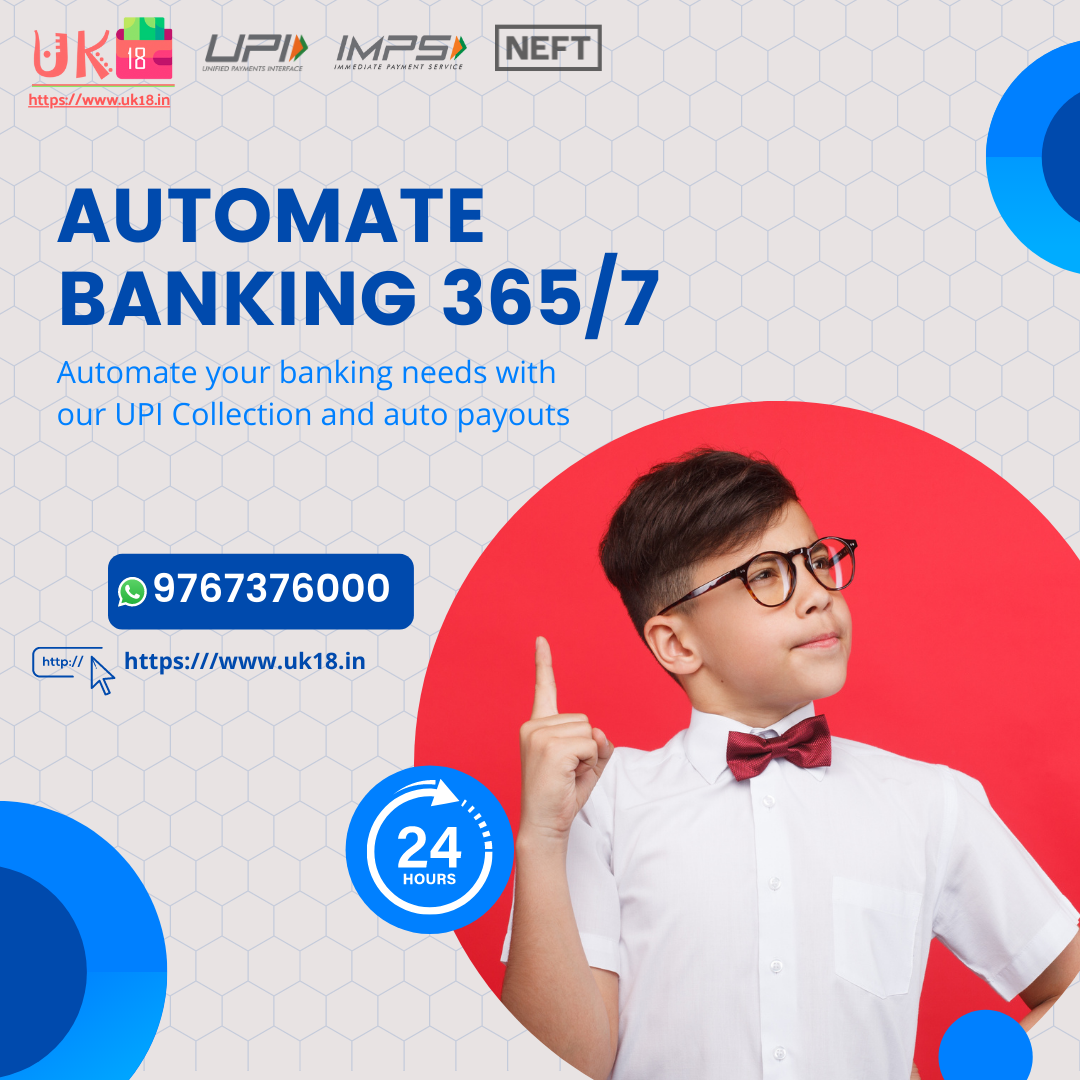 UK 18
https://www.uk18.in
UPI
UNIFIED PAYMENTS INTERFACE
IMPS
IMMEDIATE PAYMENT SERVICE
NEFT
AUTOMATE
BANKING 365/7
Automate your banking needs with
our UPI Collection and auto payouts
9767376000
http://
https:///www.uk18.in
24
HOURS